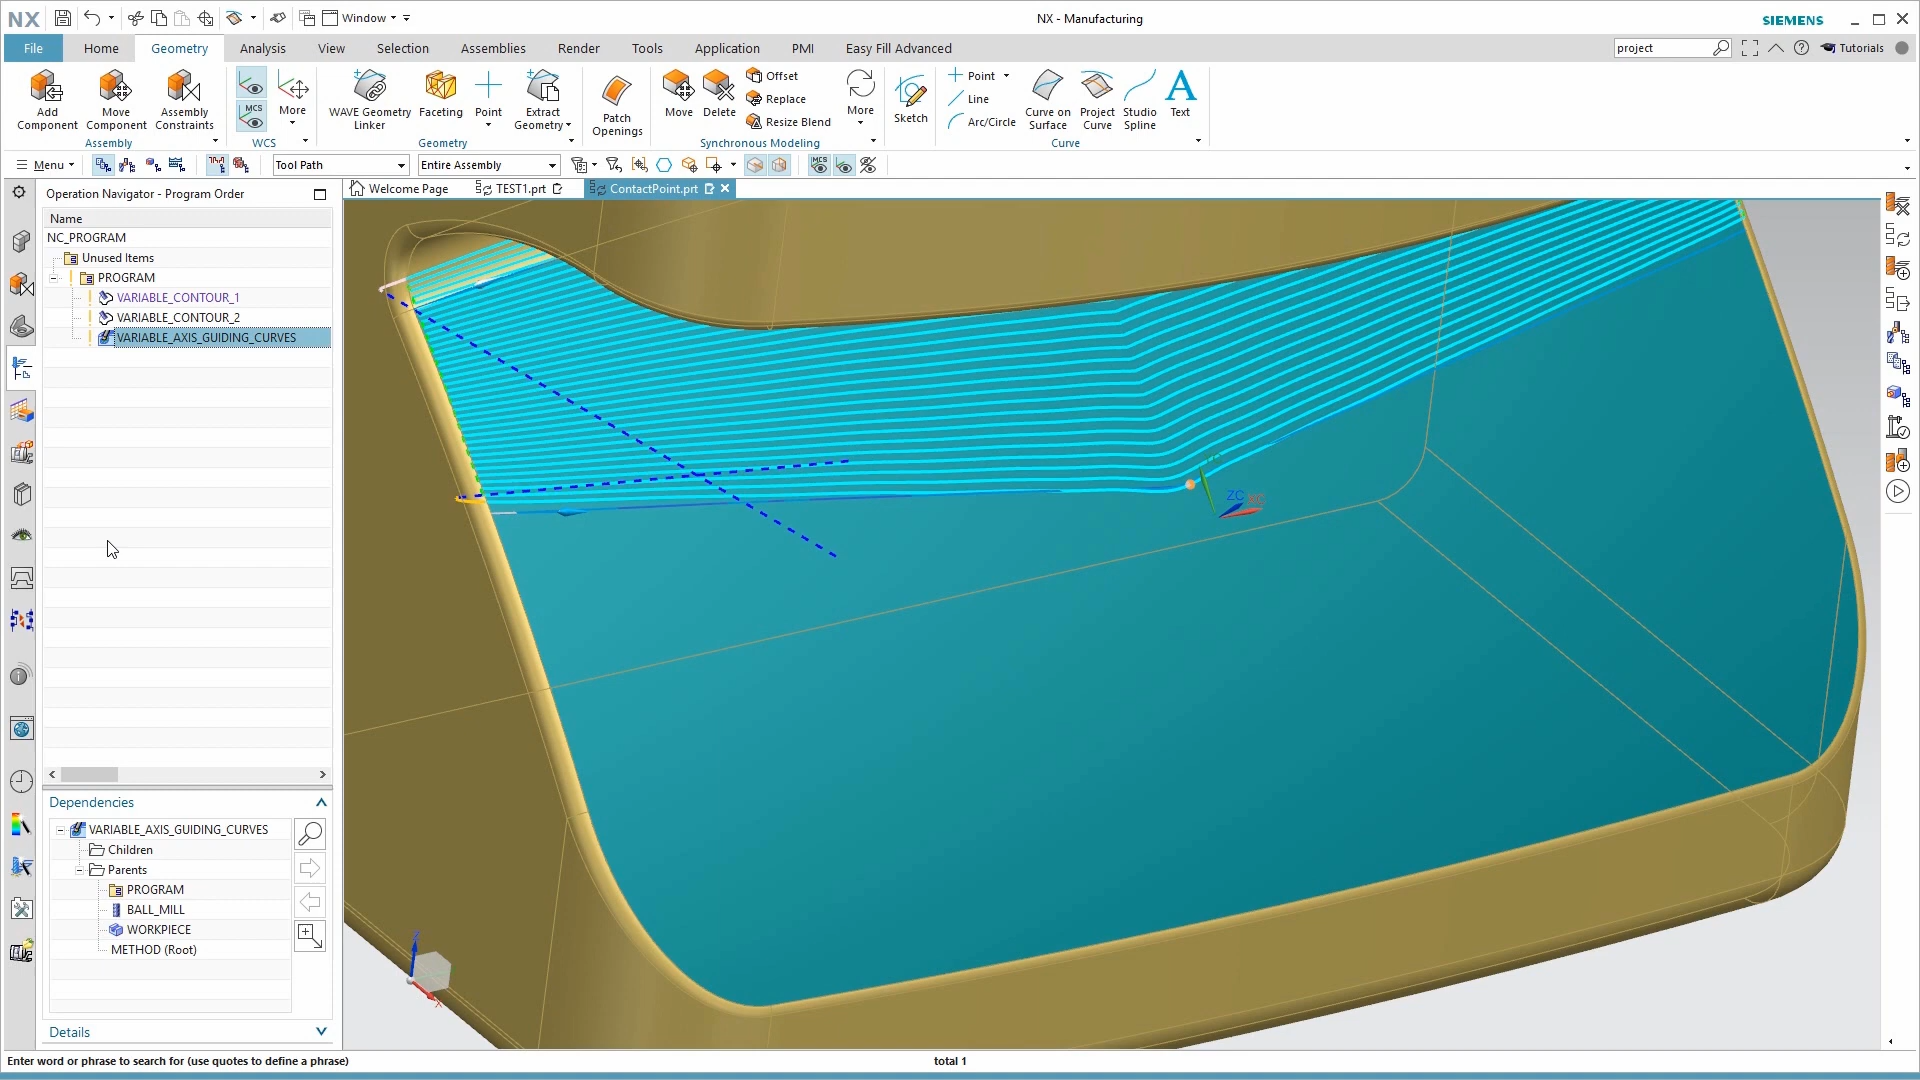 NX
Window
NX - Manufacturing
SIEMENS
File
Home
Geometry
Analysis
View
Selection
Assemblies
Render
Tools
Application
PMI
Easy Fill Advanced
project
Tutorials
Add Component
Move Component
Assembly Constraints
Assembly
MCS
More
WCS
WAVE Geometry Linker
Faceting
Point
Extract Geometry
Geometry
Patch Openings
Move
Delete
Offset
Replace
Resize Blend
More
Synchronous Modeling
Sketch
Point
Line
Arc/Circle
Curve on Surface
Project Curve
Studio Spline
Text
Curve
Menu
Tool Path
Entire Assembly
MCS
Operation Navigator - Program Order
Welcome Page
TEST1.prt
ContactPoint.prt
Name
NC_PROGRAM
Unused Items
PROGRAM
VARIABLE_CONTOUR_1
VARIABLE_CONTOUR_2
VARIABLE_AXIS_GUIDING_CURVES
ZC
XC
Dependencies
VARIABLE_AXIS_GUIDING_CURVES
Children
Parents
PROGRAM
BALL_MILL
WORKPIECE
METHOD (Root)
Z
X
Details
Enter word or phrase to search for (use quotes to define a phrase)
total 1